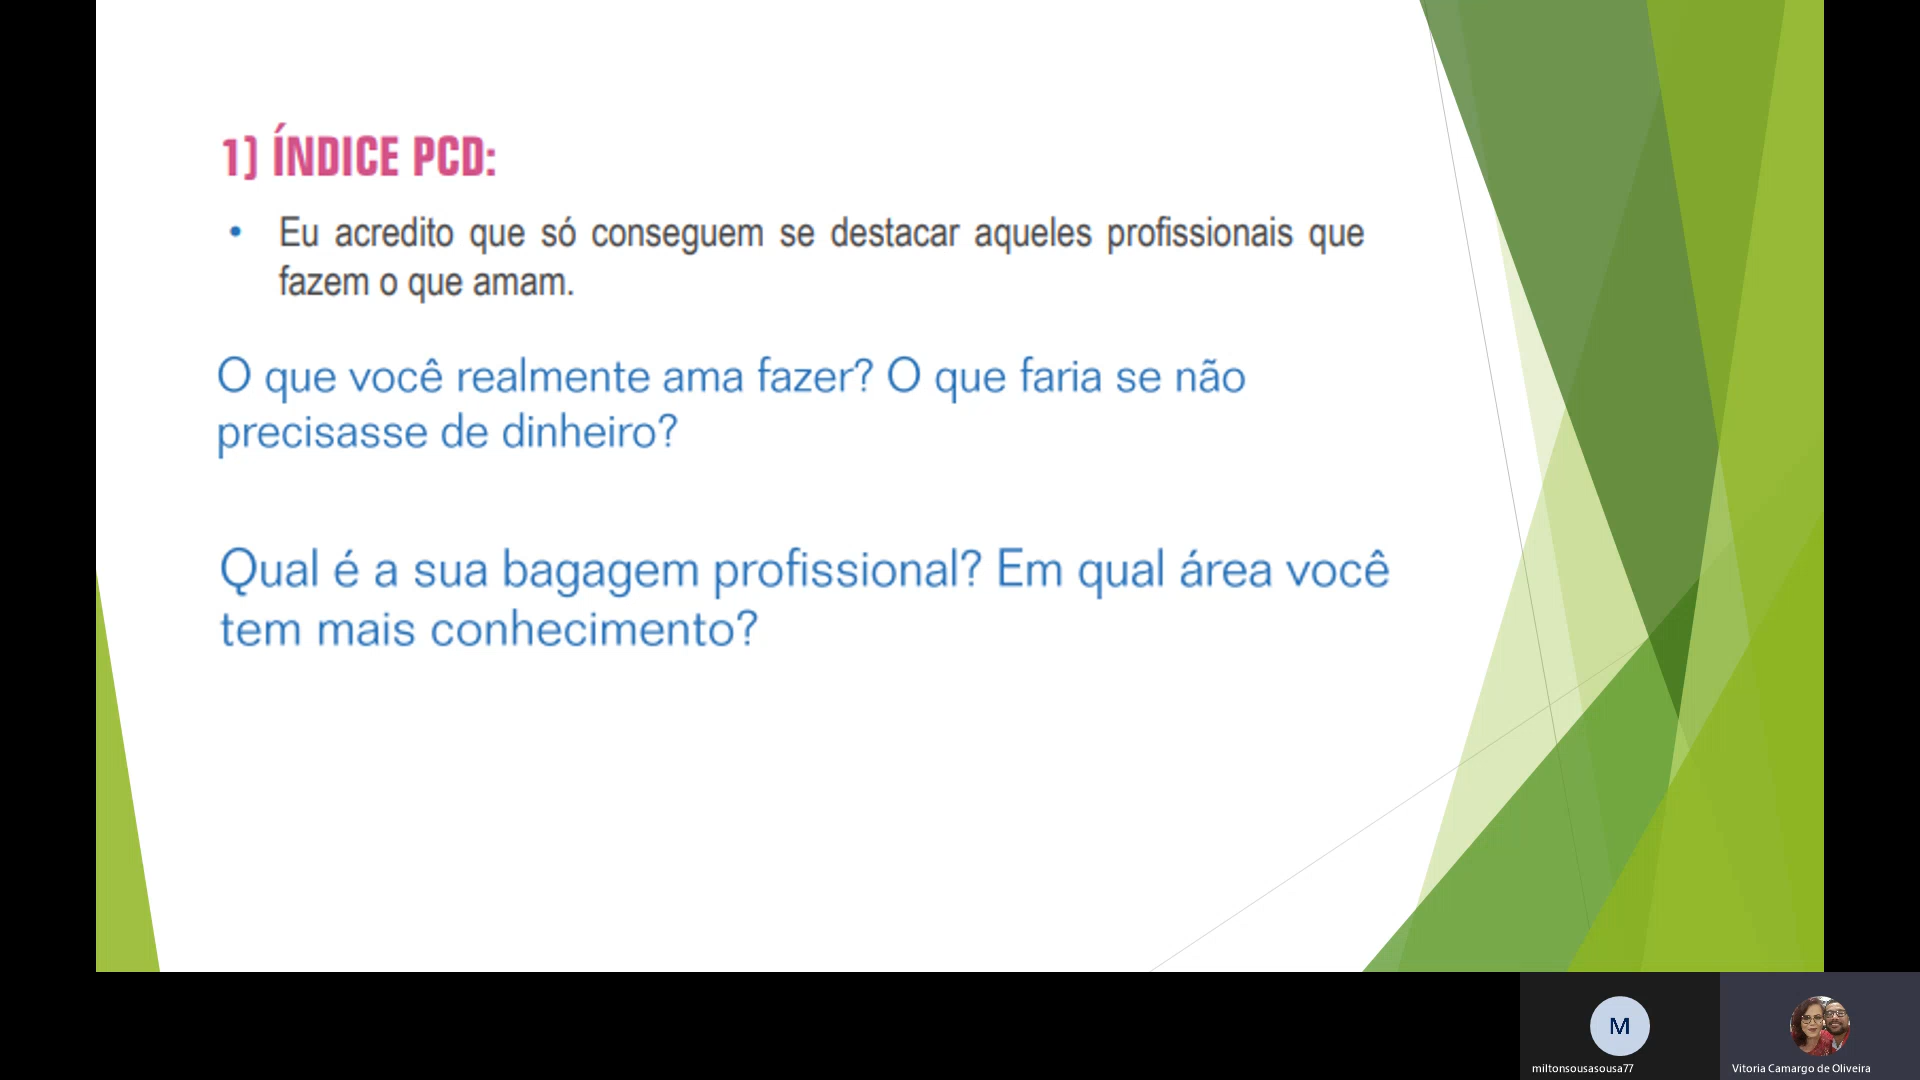 1) ÍNDICE PCD:
• Eu acredito que só conseguem se destacar aqueles profissionais que
fazem o que amam.
O que você realmente ama fazer? O que faria se não
precisasse de dinheiro?
Qual é a sua bagagem profissional? Em qual área você
tem mais conhecimento?
M
miltonsousasousa77
Vitoria Camargo de Oliveira